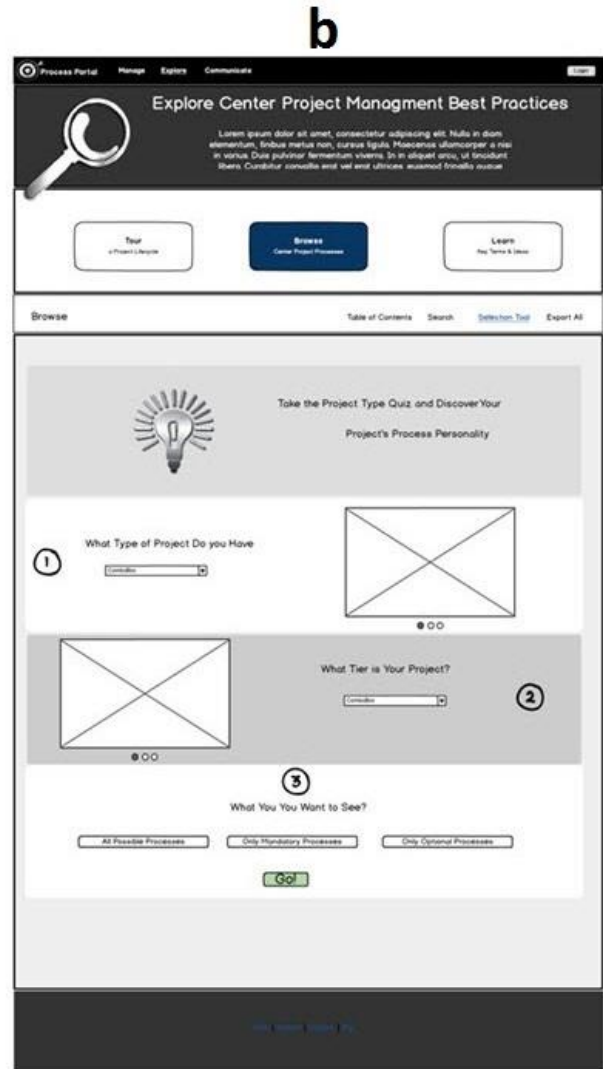 b
Process Portal Manage Explore Communicate Login
Explore Center Project Managment Best Practices
Lorem ipsum dolor sit amet, consectetur adipiscing elit. Nulla in diam
elementum, finibus metus non, cursus ligula. Maecenas ullamcorper a nisi
in varius. Duis pulvinar fermentum viverra. In in aliquet arcu, ut tincidunt
libero. Curabitur convallis erat vel erat ultrices, euismod fringilla augue
Tour
a Project Lifecycle
Browse
Center Project Processes
Learn
Key Terms & Ideas
Browse Table of Contents Search Selection Tool Export All
Take the Project Type Quiz and Discover Your
Project's Process Personality
1
What Type of Project Do you Have
ComboBox
What Tier is Your Project?
ComboBox
2
3
What You You Want to See?
All Possible Processes Only Mandatory Processes Only Optional Processes
Go!